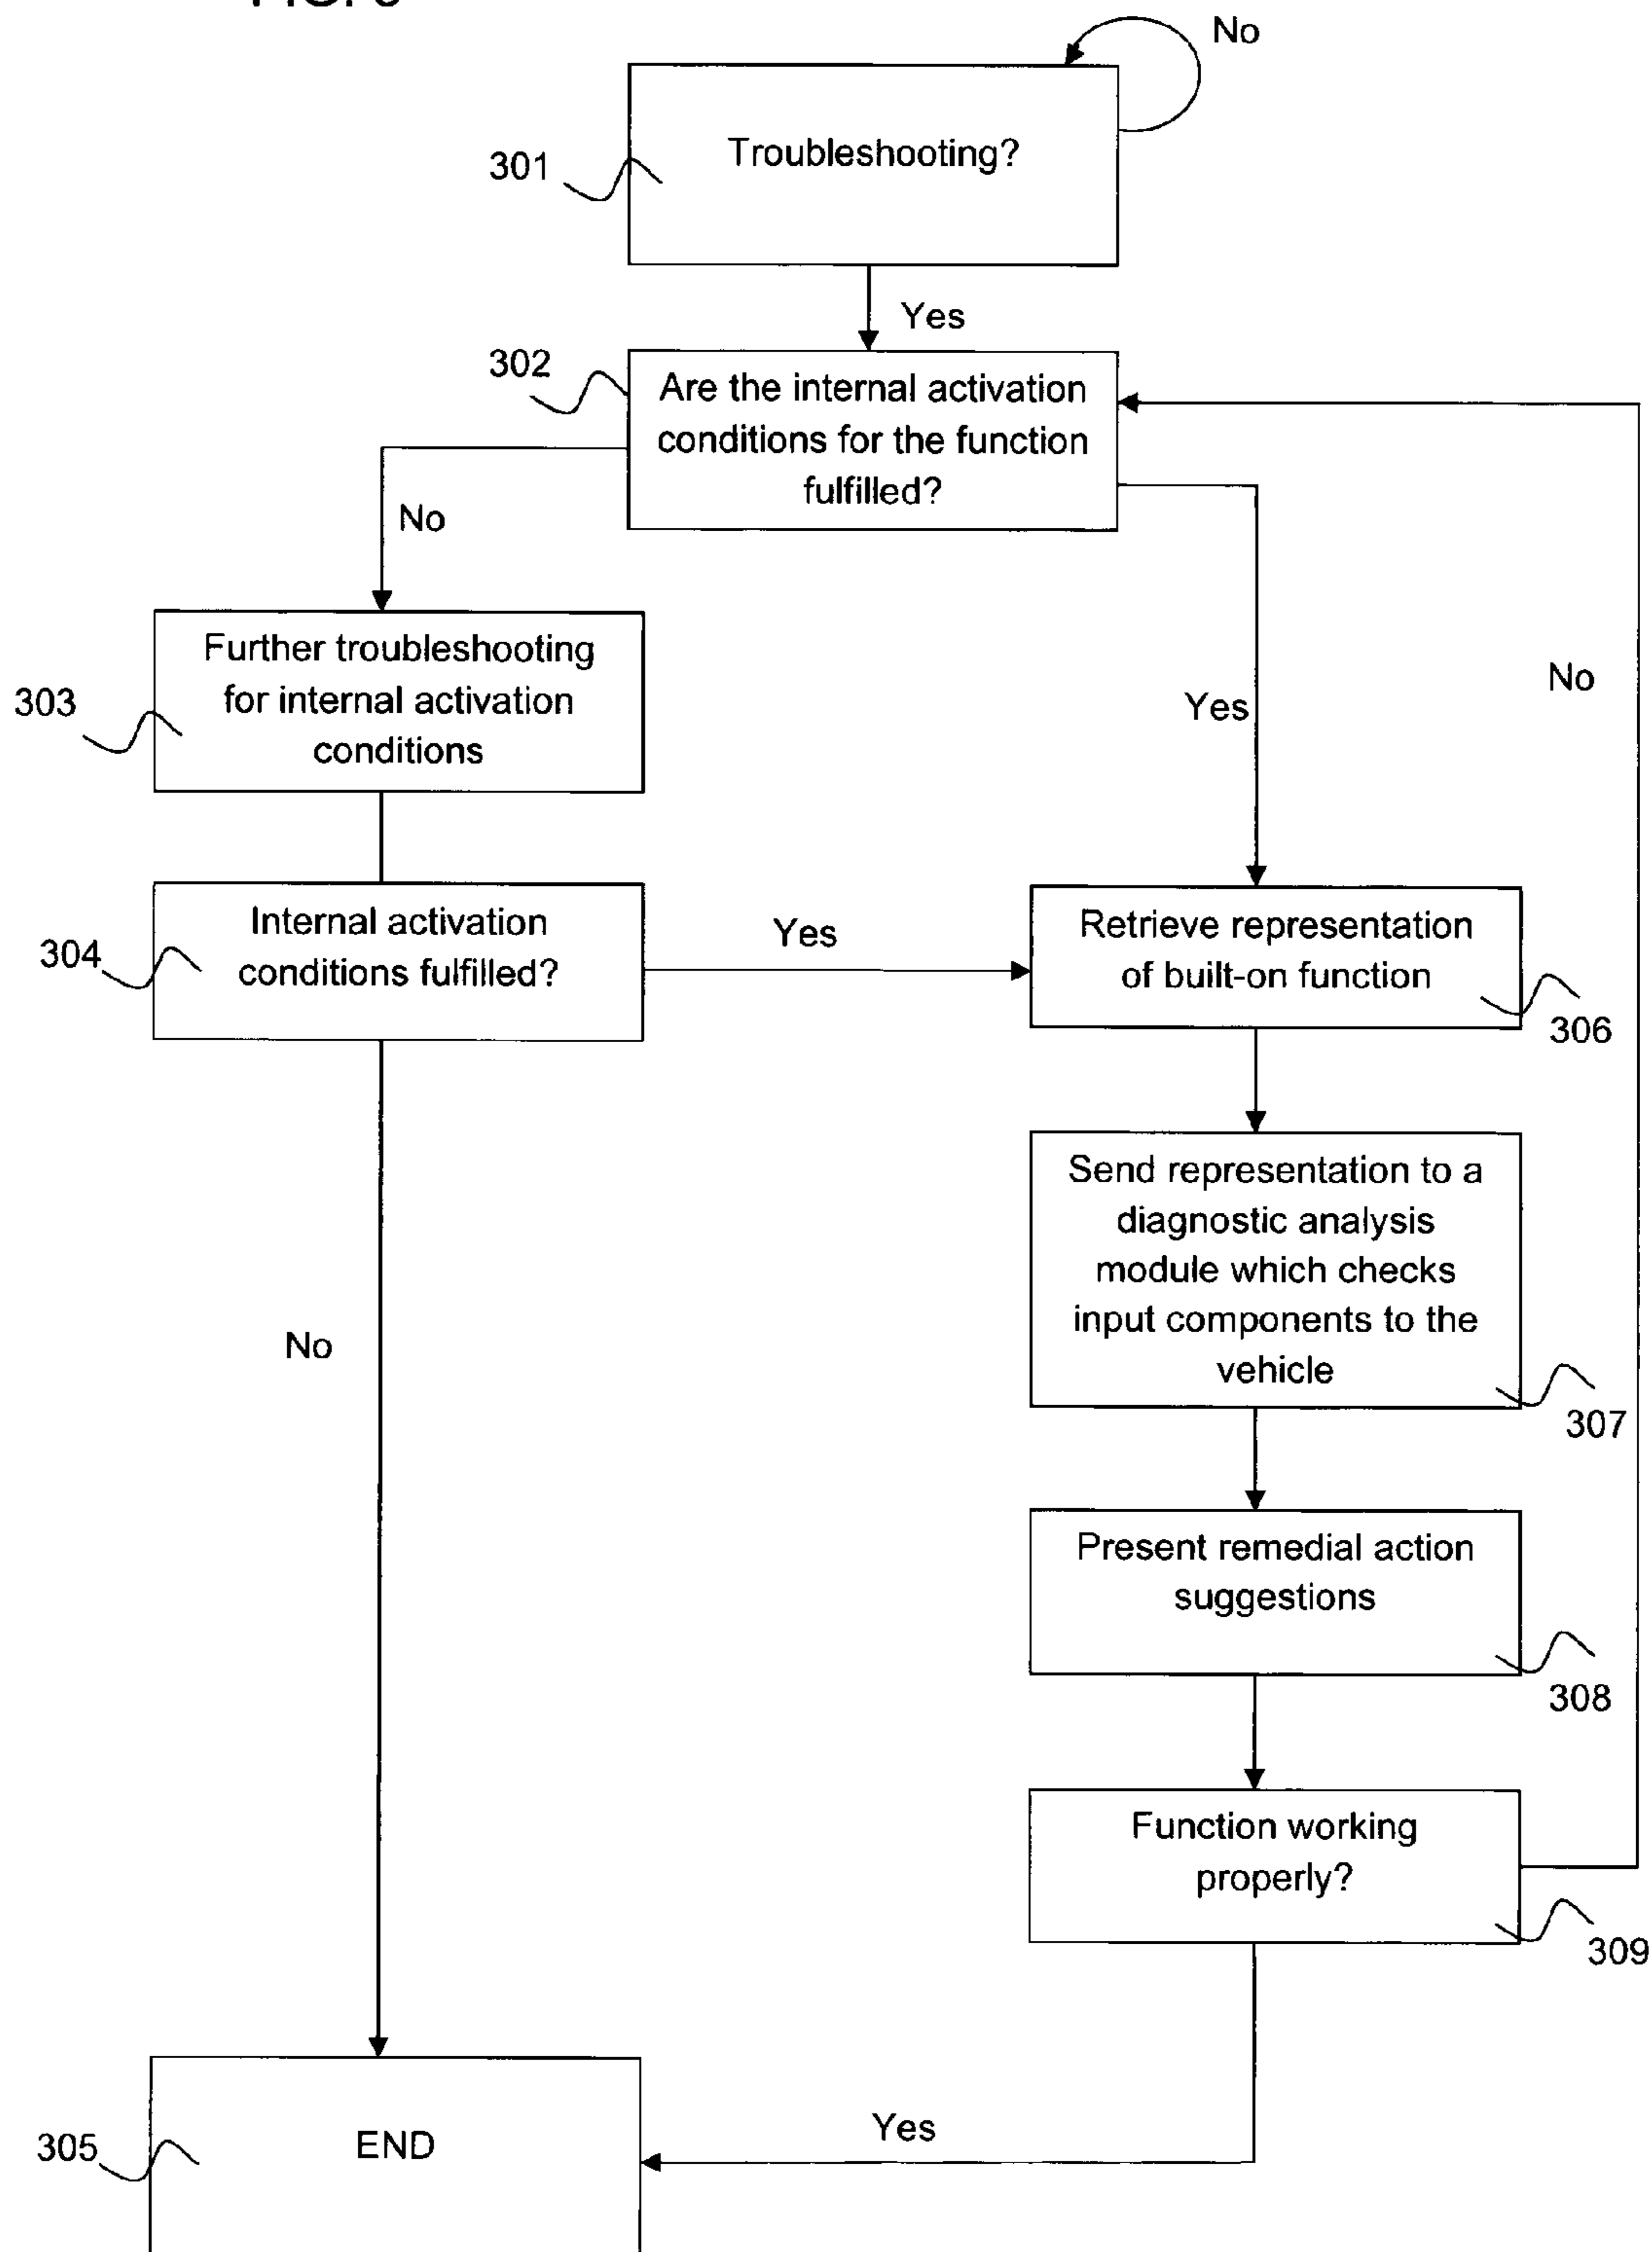 No
Troubleshooting?
301
Yes
302
Are the internal activation
conditions for the function
fulfilled?
No
Further troubleshooting
for internal activation
conditions
303
No
Yes
Internal activation
conditions fulfilled?
304
Yes
Retrieve representation
of built-on function
306
Send representation to a
diagnostic analysis
module which checks
input components to the
vehicle
307
No
Present remedial action
suggestions
308
Function working
properly?
309
Yes
END
305